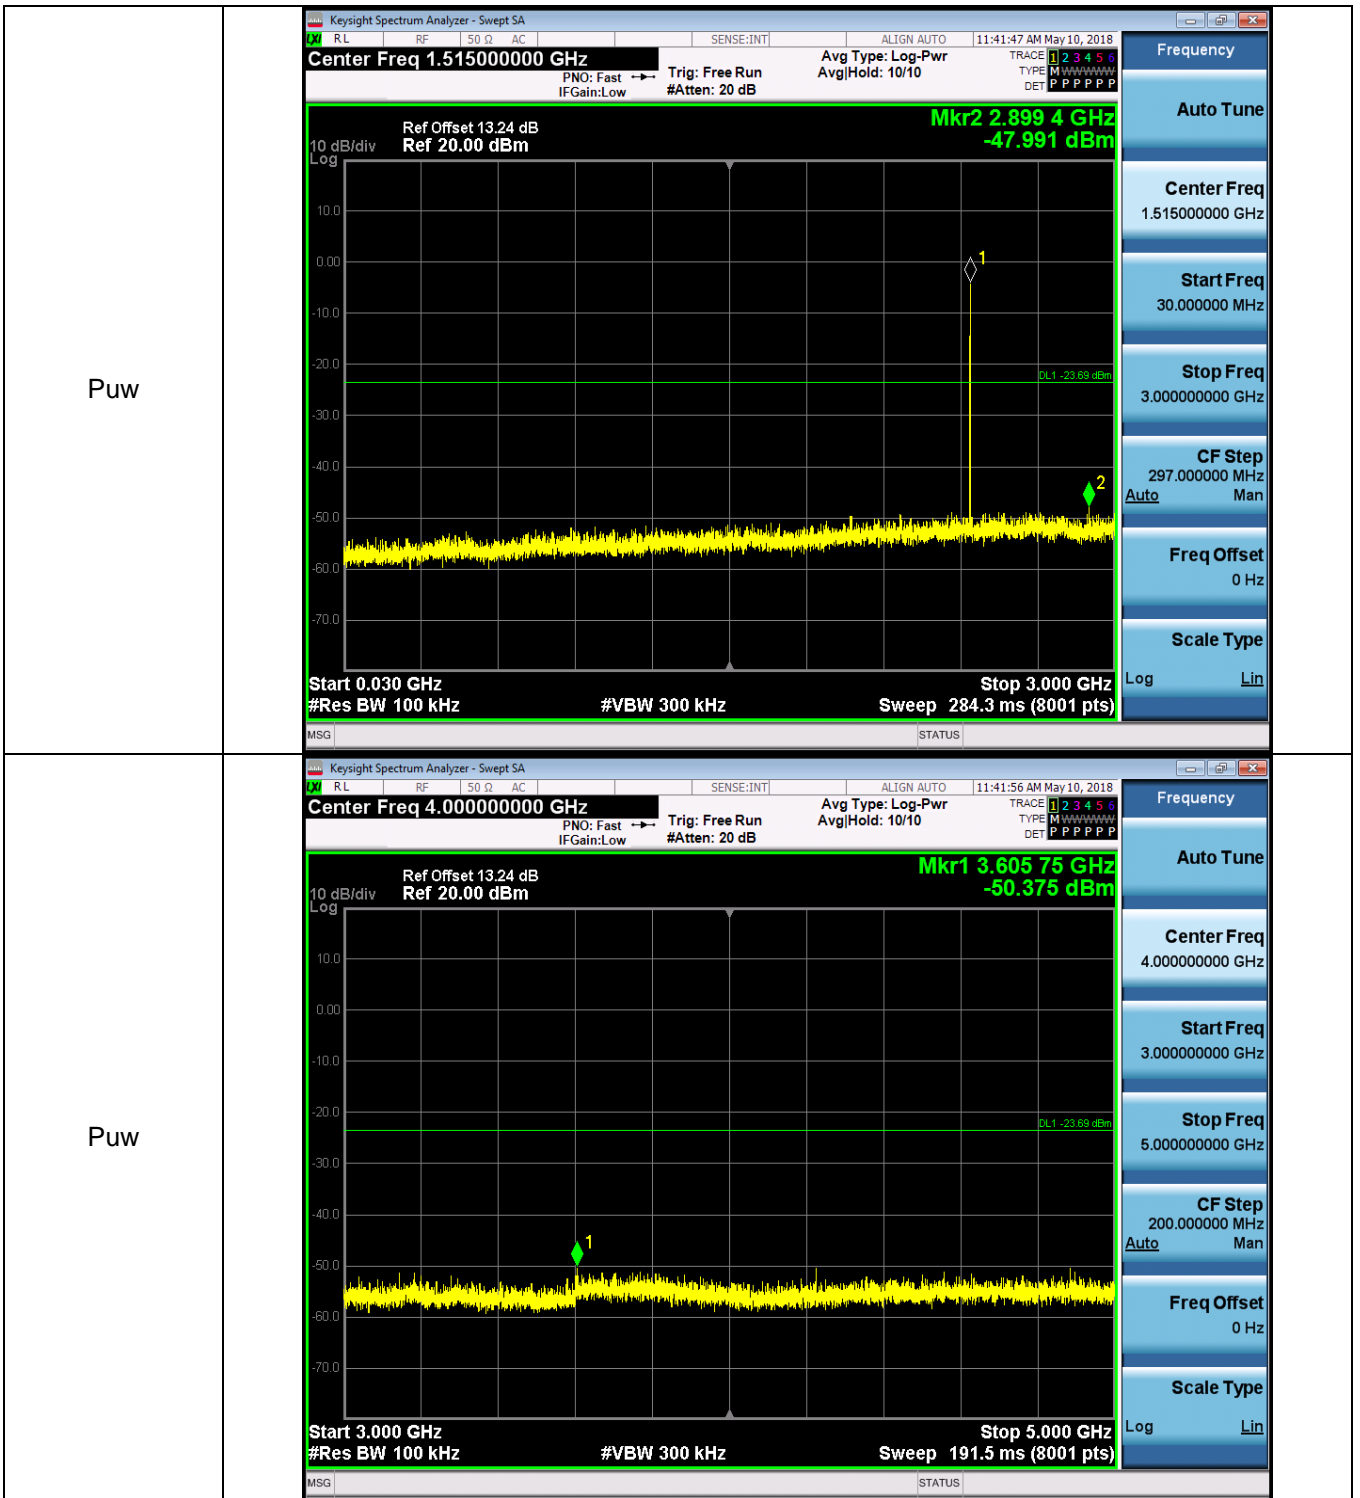 Puw
Keysight Spectrum Analyzer - Swept SA
LXI RL RF 50 Ω AC SENSE:INT ALIGN AUTO 11:41:47 AM May 10, 2018
Center Freq 1.515000000 GHz
PNO: Fast
IFGain:Low
Trig: Free Run
#Atten: 20 dB
Avg Type: Log-Pwr
Avg|Hold: 10/10
TRACE 1 2 3 4 5 6
TYPE M WWWWW
DET P P P P P P
Mkr2 2.899 4 GHz
-47.991 dBm
Ref Offset 13.24 dB
10 dB/div Ref 20.00 dBm
Log
10.0
0.00
-10.0
-20.0
-30.0
-40.0
-50.0
-60.0
-70.0
1
DL1 -23.69 dBm
2
Start 0.030 GHz Stop 3.000 GHz
#Res BW 100 kHz #VBW 300 kHz Sweep 284.3 ms (8001 pts)
MSG STATUS
Frequency
Auto Tune
Center Freq
1.515000000 GHz
Start Freq
30.000000 MHz
Stop Freq
3.000000000 GHz
CF Step
297.000000 MHz
Auto Man
Freq Offset
0 Hz
Scale Type
Log Lin
Puw
Keysight Spectrum Analyzer - Swept SA
LXI RL RF 50 Ω AC SENSE:INT ALIGN AUTO 11:41:56 AM May 10, 2018
Center Freq 4.000000000 GHz
PNO: Fast
IFGain:Low
Trig: Free Run
#Atten: 20 dB
Avg Type: Log-Pwr
Avg|Hold: 10/10
TRACE 1 2 3 4 5 6
TYPE M WWWWW
DET P P P P P P
Mkr1 3.605 75 GHz
-50.375 dBm
Ref Offset 13.24 dB
10 dB/div Ref 20.00 dBm
Log
10.0
0.00
-10.0
-20.0
-30.0
-40.0
-50.0
-60.0
-70.0
DL1 -23.69 dBm
1
Start 3.000 GHz Stop 5.000 GHz
#Res BW 100 kHz #VBW 300 kHz Sweep 191.5 ms (8001 pts)
MSG STATUS
Frequency
Auto Tune
Center Freq
4.000000000 GHz
Start Freq
3.000000000 GHz
Stop Freq
5.000000000 GHz
CF Step
200.000000 MHz
Auto Man
Freq Offset
0 Hz
Scale Type
Log Lin